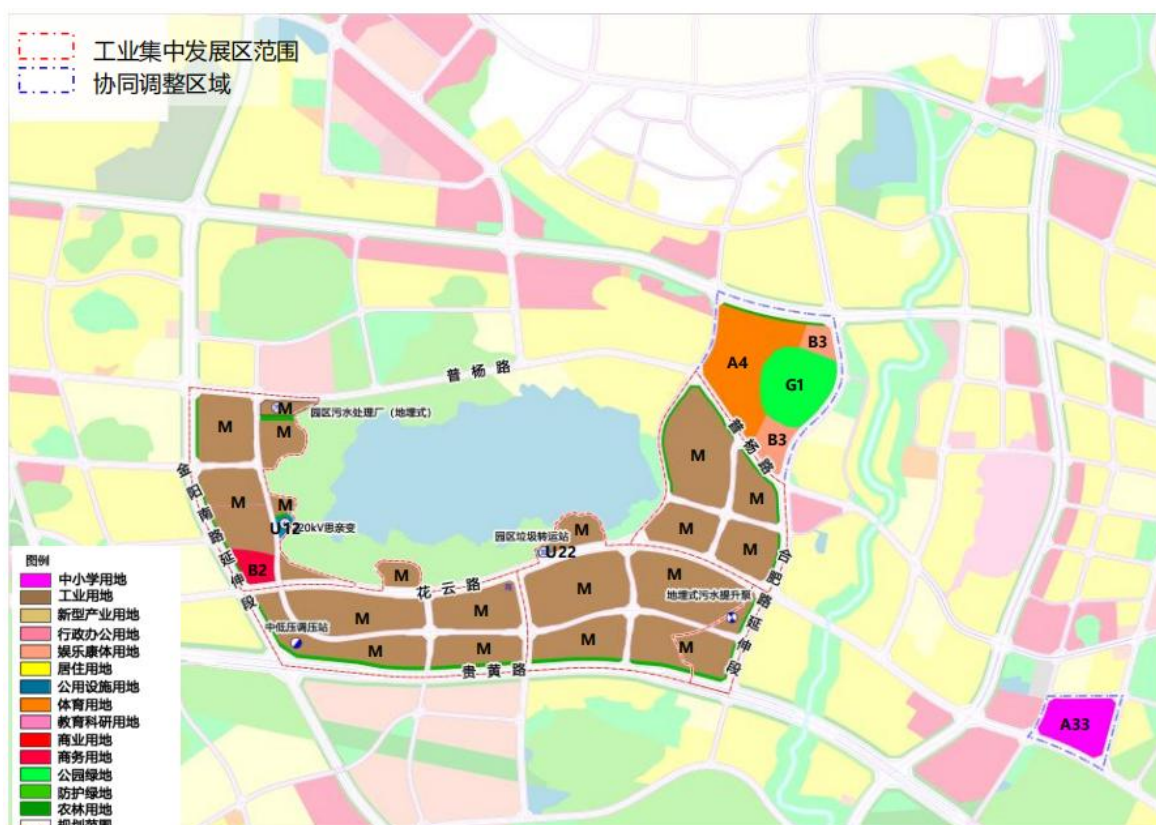 工业集中发展区范围
协同调整区域
B3
A4
G1
普杨路
B3
普杨路
M
园区污水处理厂（地埋式）
M
M
M
M
M
金阳南路延伸段
M
M
U12
20kV思亲变
M
M
园区垃圾转运站
U22
M
M
B2
M
花云路
M
M
合肥路延伸段
地埋式污水提升泵
M
M
中低压调压站
M
M
M
M
贵黄路
A33
图例
中小学用地
工业用地
新型产业用地
行政办公用地
娱乐康体用地
居住用地
公用设施用地
体育用地
教育科研用地
商业用地
商务用地
公园绿地
防护绿地
农林用地
规划范围